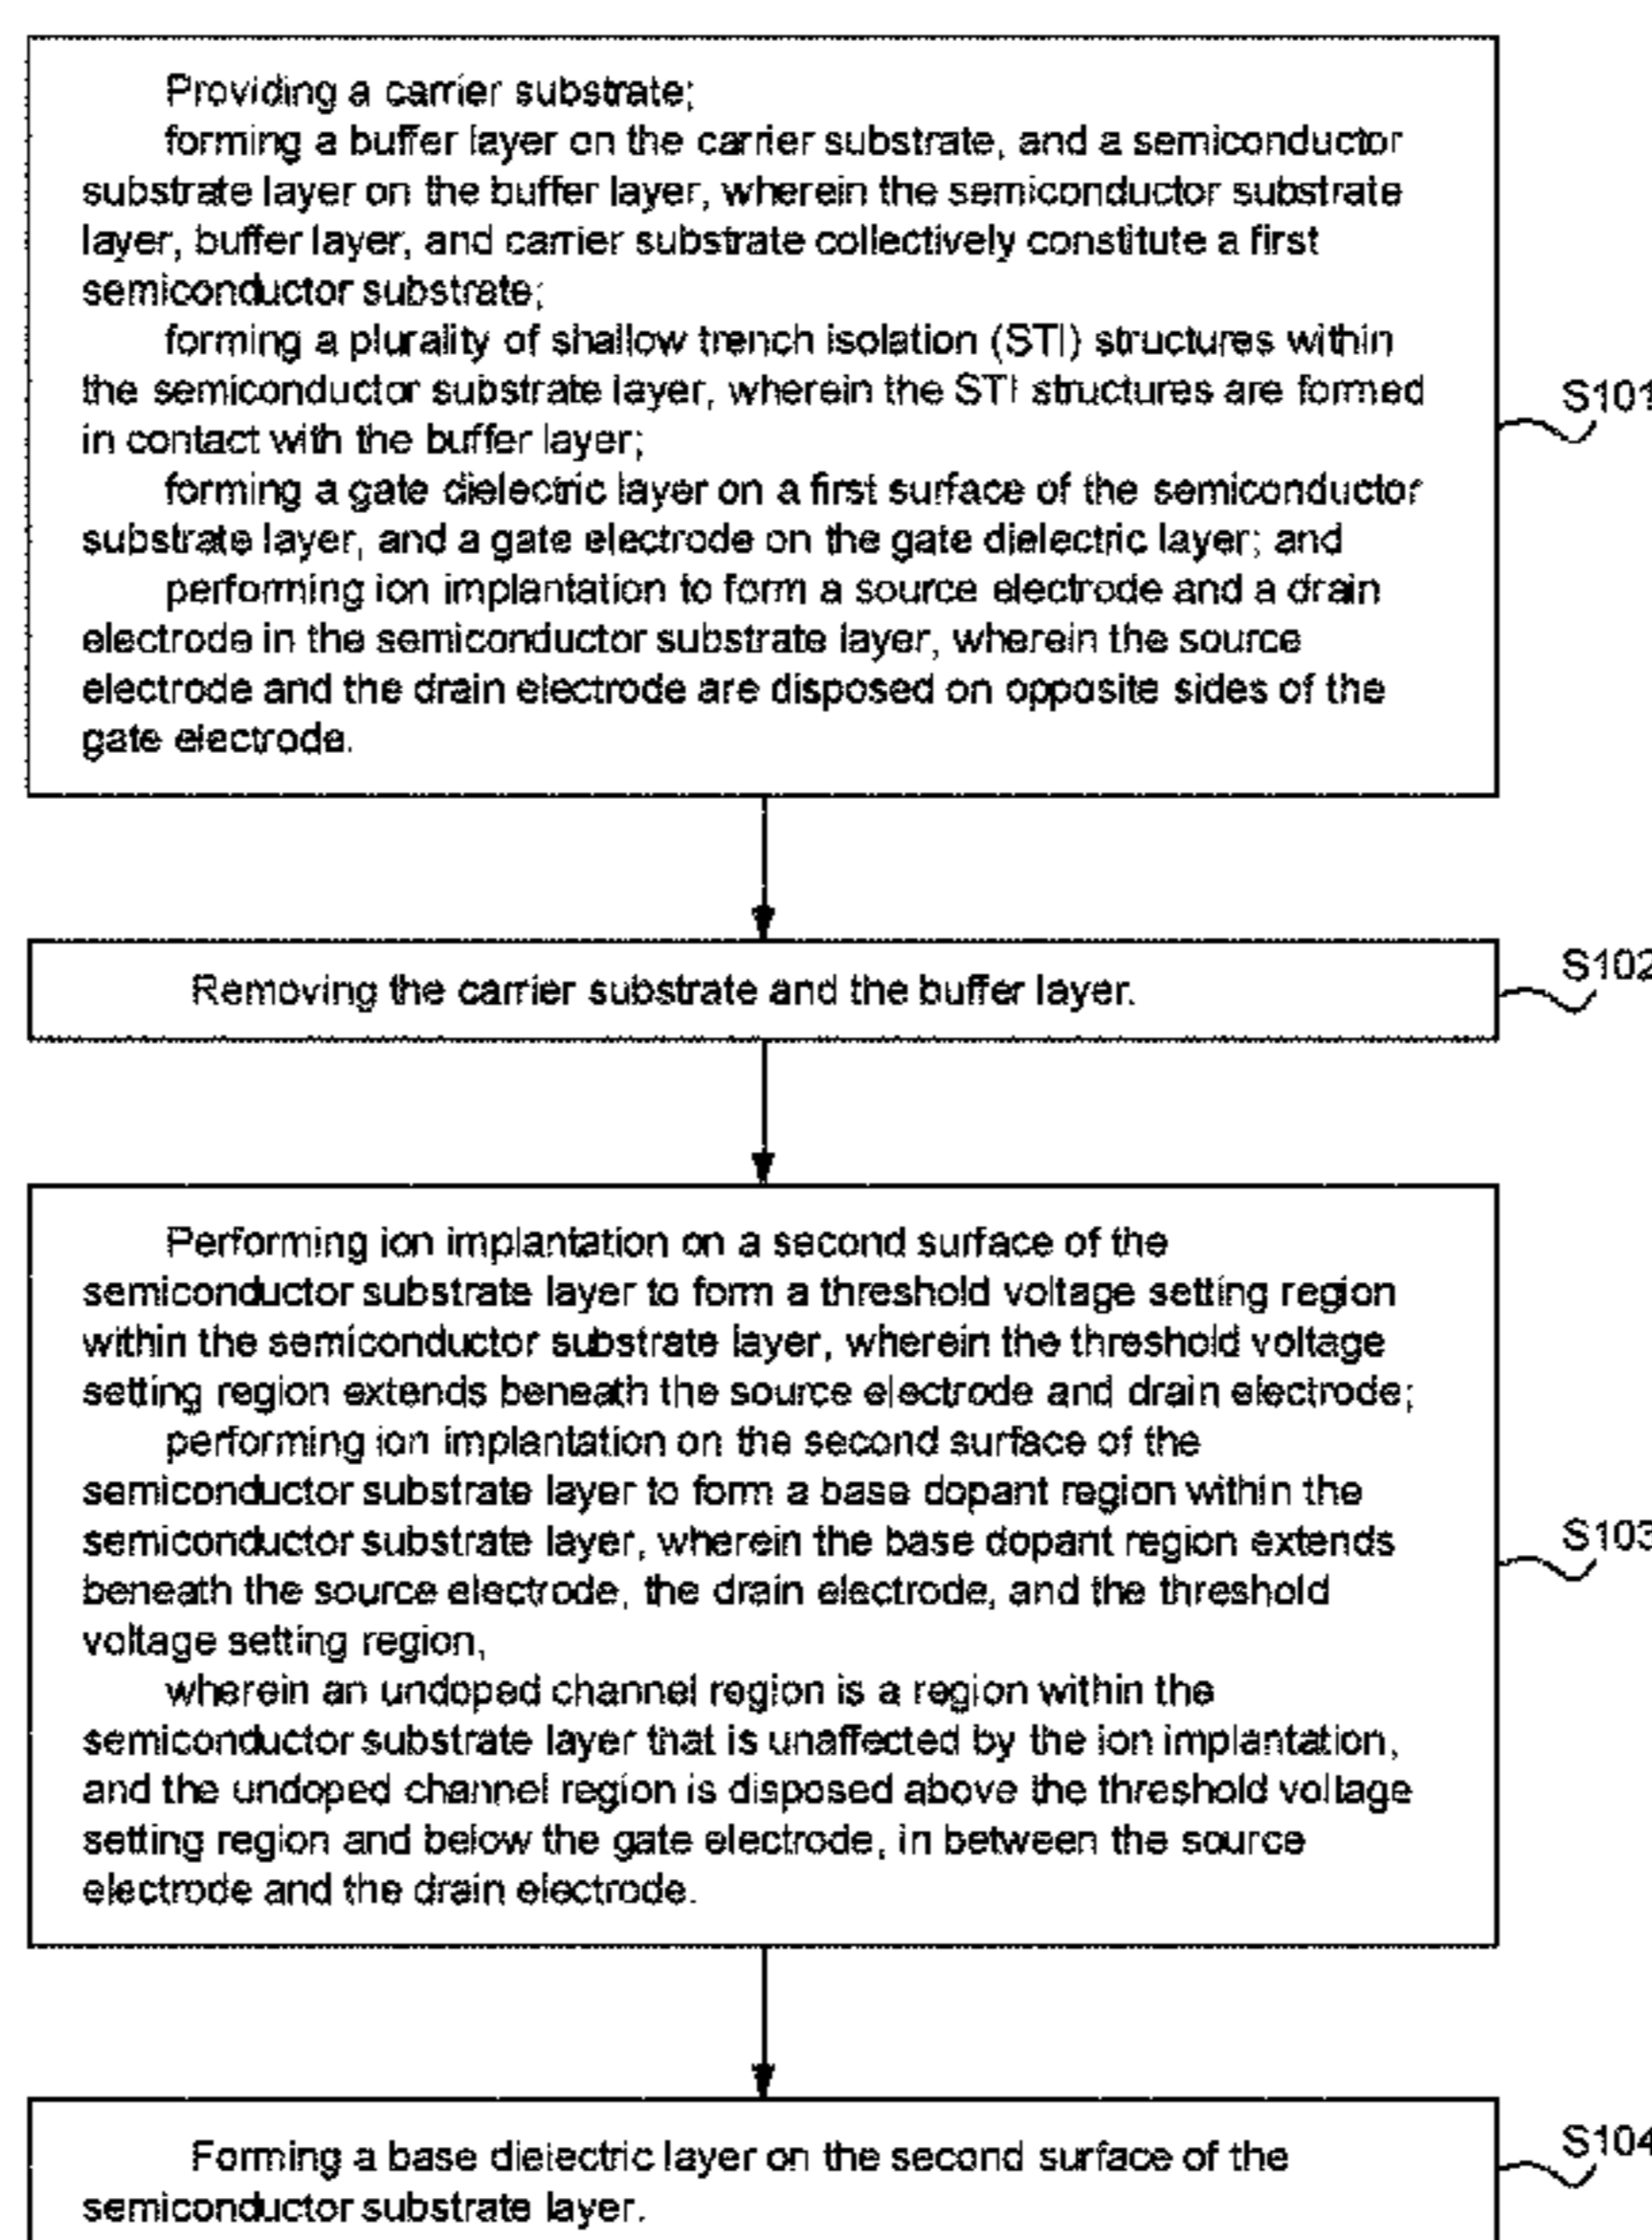 Providing a carrier substrate;
forming a buffer layer on the carrier substrate, and a semiconductor
substrate layer on the buffer layer, wherein the semiconductor substrate
layer, buffer layer, and carrier substrate collectively constitute a first
semiconductor substrate;
forming a plurality of shallow trench isolation (STI) structures within
the semiconductor substrate layer, wherein the STI structures are formed
in contact with the buffer layer;
forming a gate dielectric layer on a first surface of the semiconductor
substrate layer, and a gate electrode on the gate dielectric layer; and
performing ion implantation to form a source electrode and a drain
electrode in the semiconductor substrate layer, wherein the source
electrode and the drain electrode are disposed on opposite sides of the
gate electrode.
S101
Removing the carrier substrate and the buffer layer.
S102
Performing ion implantation on a second surface of the
semiconductor substrate layer to form a threshold voltage setting region
within the semiconductor substrate layer, wherein the threshold voltage
setting region extends beneath the source electrode and drain electrode;
performing ion implantation on the second surface of the
semiconductor substrate layer to form a base dopant region within the
semiconductor substrate layer, wherein the base dopant region extends
beneath the source electrode, the drain electrode, and the threshold
voltage setting region,
wherein an undoped channel region is a region within the
semiconductor substrate layer that is unaffected by the ion implantation,
and the undoped channel region is disposed above the threshold voltage
setting region and below the gate electrode, in between the source
electrode and the drain electrode.
S103
Forming a base dielectric layer on the second surface of the
semiconductor substrate layer.
S104